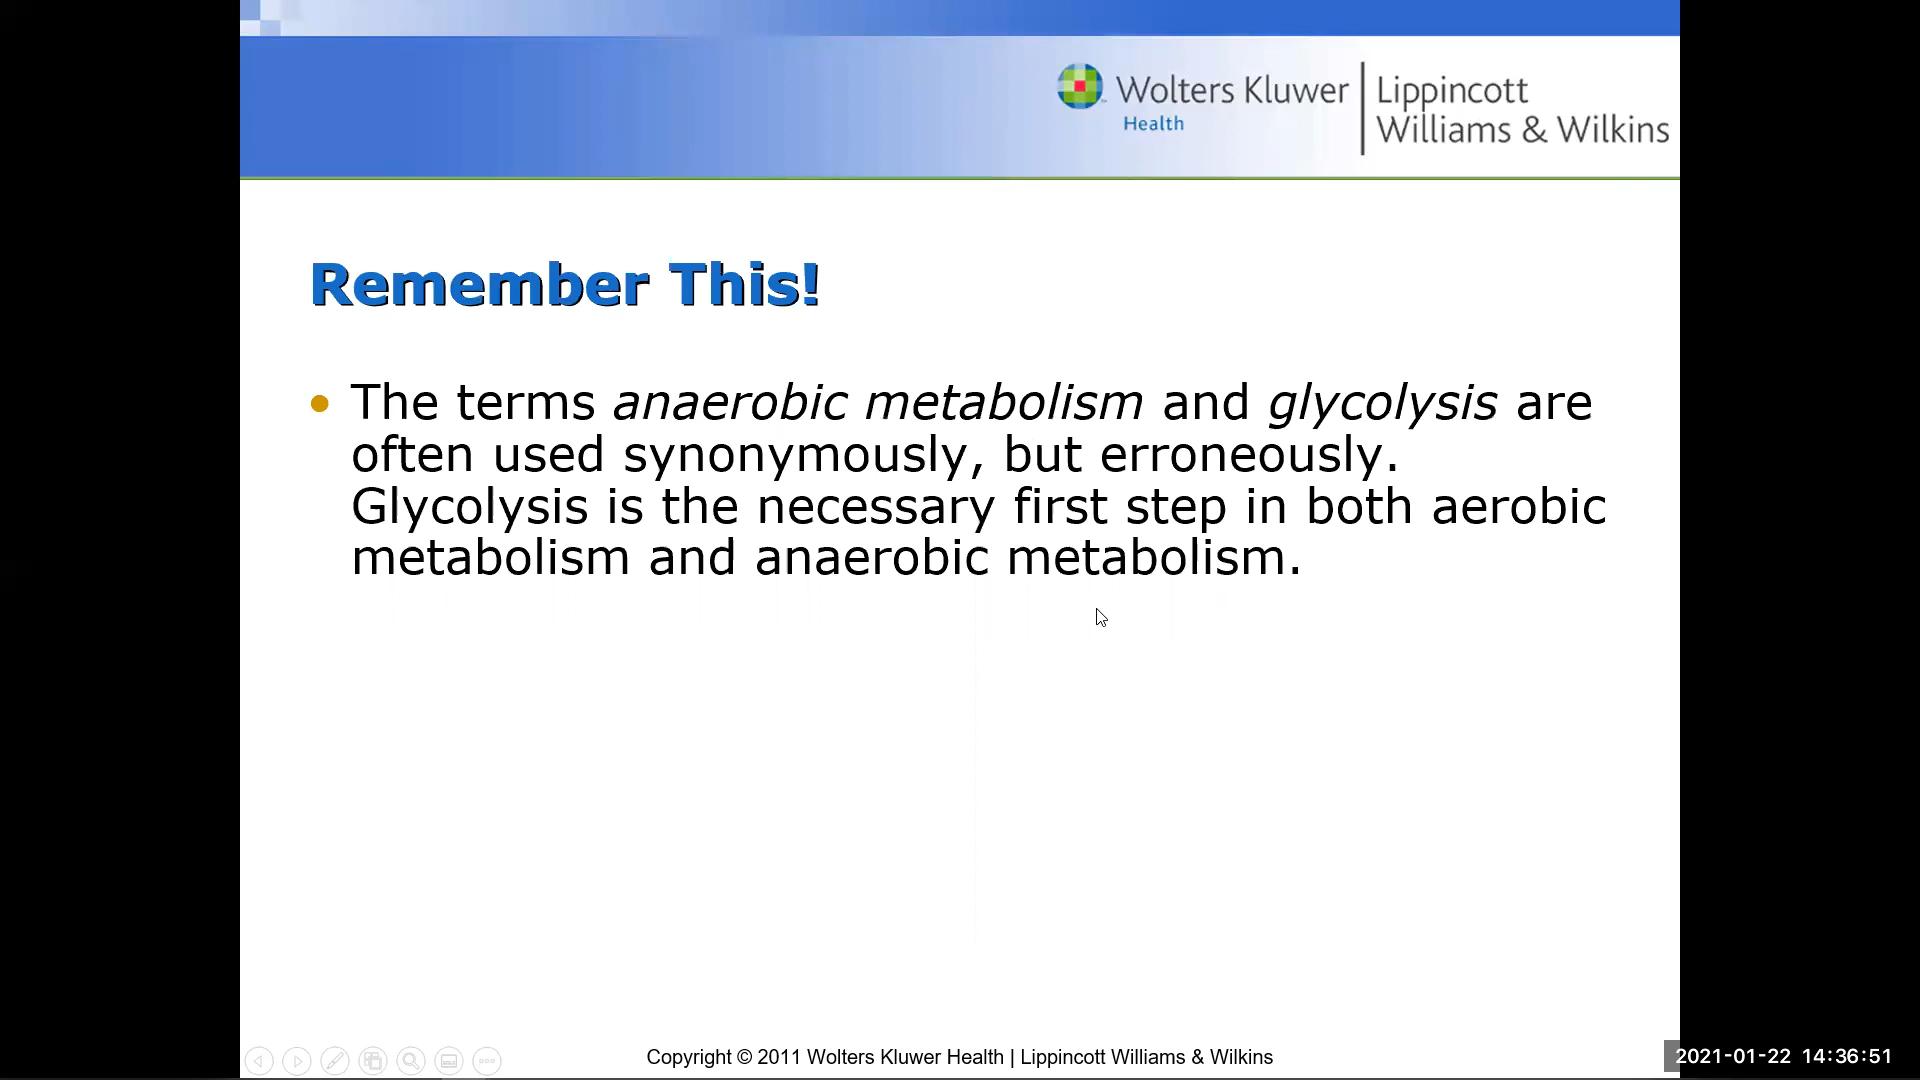 Wolters Kluwer
Health
Lippincott
Williams & Wilkins
Remember This!
• The terms anaerobic metabolism and glycolysis are
often used synonymously, but erroneously.
Glycolysis is the necessary first step in both aerobic
metabolism and anaerobic metabolism.
Copyright © 2011 Wolters Kluwer Health | Lippincott Williams & Wilkins
2021-01-22 14:36:51